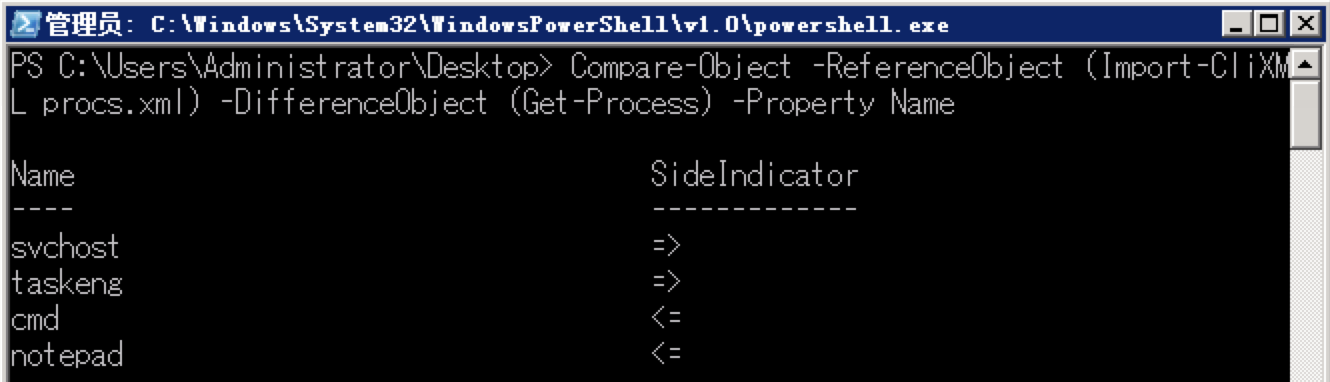 管理员: C:\Windows\System32\WindowsPowerShell\v1.0\powershell.exe
PS C:\Users\Administrator\Desktop> Compare-Object -ReferenceObject (Import-CliXM
L procs.xml) -DifferenceObject (Get-Process) -Property Name
Name SideIndicator
---- -------------
svchost =>
taskeng =>
cmd <=
notepad <=